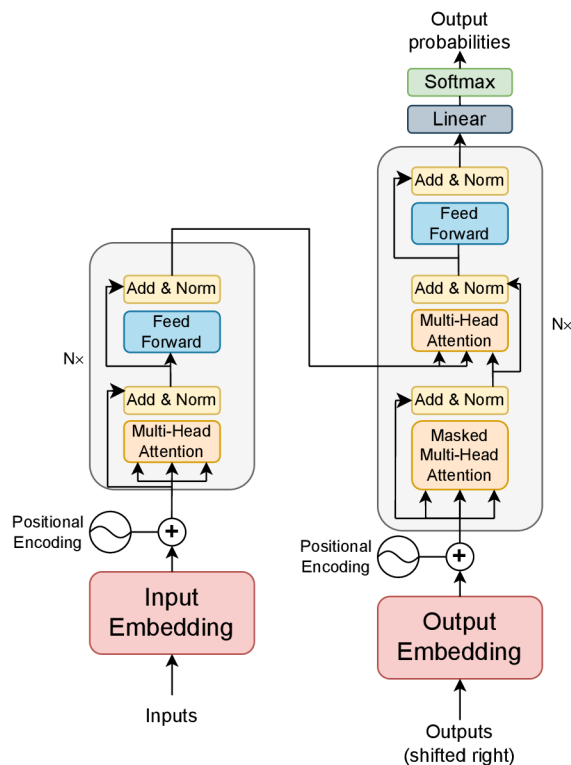 Output
probabilities
Softmax
Linear
Add & Norm
Feed
Forward
Add & Norm
Multi-Head
Attention
N×
Add & Norm
Masked
Multi-Head
Attention
Positional
Encoding
+
Output
Embedding
Outputs
(shifted right)
Add & Norm
Feed
Forward
N×
Add & Norm
Multi-Head
Attention
Positional
Encoding
+
Input
Embedding
Inputs